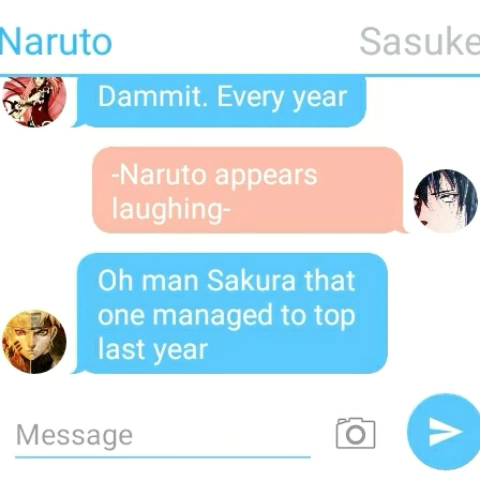 Naruto Sasuke
Dammit. Every year
-Naruto appears
laughing-
Oh man Sakura that
one managed to top
last year
Message